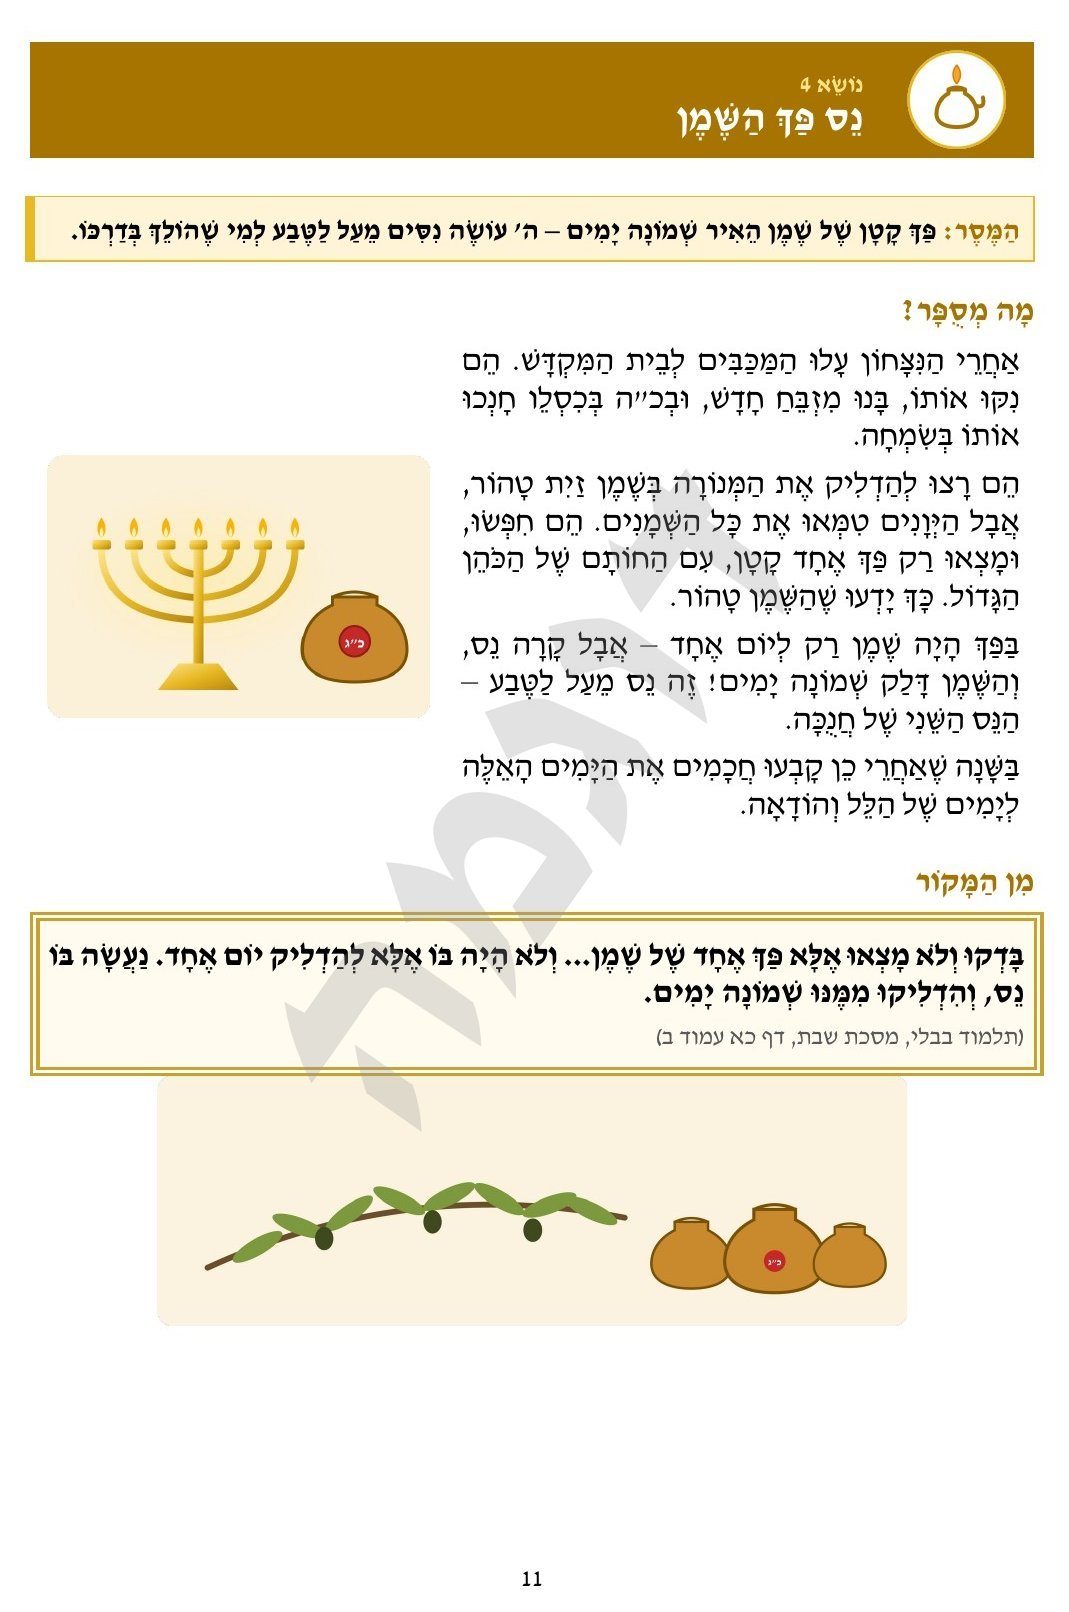 נוֹשֵׂא 4
נֵס פַּךְ הַשֶּׁמֶן
הַמֶּסֶר: פַּךְ קָטָן שֶׁל שֶׁמֶן הֵאִיר שְׁמוֹנָה יָמִים – ה׳ עוֹשֶׂה נִסִּים מֵעַל לַטֶּבַע לְמִי שֶׁהוֹלֵךְ בְּדַרְכּוֹ.
מָה מְסֻפָּר?
אַחֲרֵי הַנִּצָּחוֹן עָלוּ הַמַּכַּבִּים לְבֵית הַמִּקְדָּשׁ. הֵם
נִקּוּ אוֹתוֹ, בָּנוּ מִזְבֵּחַ חָדָשׁ, וּבְכ״ה בְּכִסְלֵו חָנְכוּ
אוֹתוֹ בְּשִׂמְחָה.
הֵם רָצוּ לְהַדְלִיק אֶת הַמְּנוֹרָה בְּשֶׁמֶן זַיִת טָהוֹר,
אֲבָל הַיְּוָנִים טִמְּאוּ אֶת כָּל הַשְּׁמָנִים. הֵם חִפְּשׂוּ,
וּמָצְאוּ רַק פַּךְ אֶחָד קָטָן, עִם הַחוֹתָם שֶׁל הַכֹּהֵן
הַגָּדוֹל. כָּךְ יָדְעוּ שֶׁהַשֶּׁמֶן טָהוֹר.
בַּפַּךְ הָיָה שֶׁמֶן רַק לְיוֹם אֶחָד – אֲבָל קָרָה נֵס,
וְהַשֶּׁמֶן דָּלַק שְׁמוֹנָה יָמִים! זֶה נֵס מֵעַל לַטֶּבַע –
הַנֵּס הַשֵּׁנִי שֶׁל חֲנֻכָּה.
בַּשָּׁנָה שֶׁאַחֲרֵי כֵן קָבְעוּ חֲכָמִים אֶת הַיָּמִים הָאֵלֶּה
לְיָמִים שֶׁל הַלֵּל וְהוֹדָאָה.
כ״ג
מִן הַמָּקוֹר
בָּדְקוּ וְלֹא מָצְאוּ אֶלָּא פַּךְ אֶחָד שֶׁל שֶׁמֶן... וְלֹא הָיָה בּוֹ אֶלָּא לְהַדְלִיק יוֹם אֶחָד. נַעֲשָׂה בּוֹ
נֵס, וְהִדְלִיקוּ מִמֶּנּוּ שְׁמוֹנָה יָמִים.
(תלמוד בבלי, מסכת שבת, דף כא עמוד ב)
כ״ג
דוגמה
11